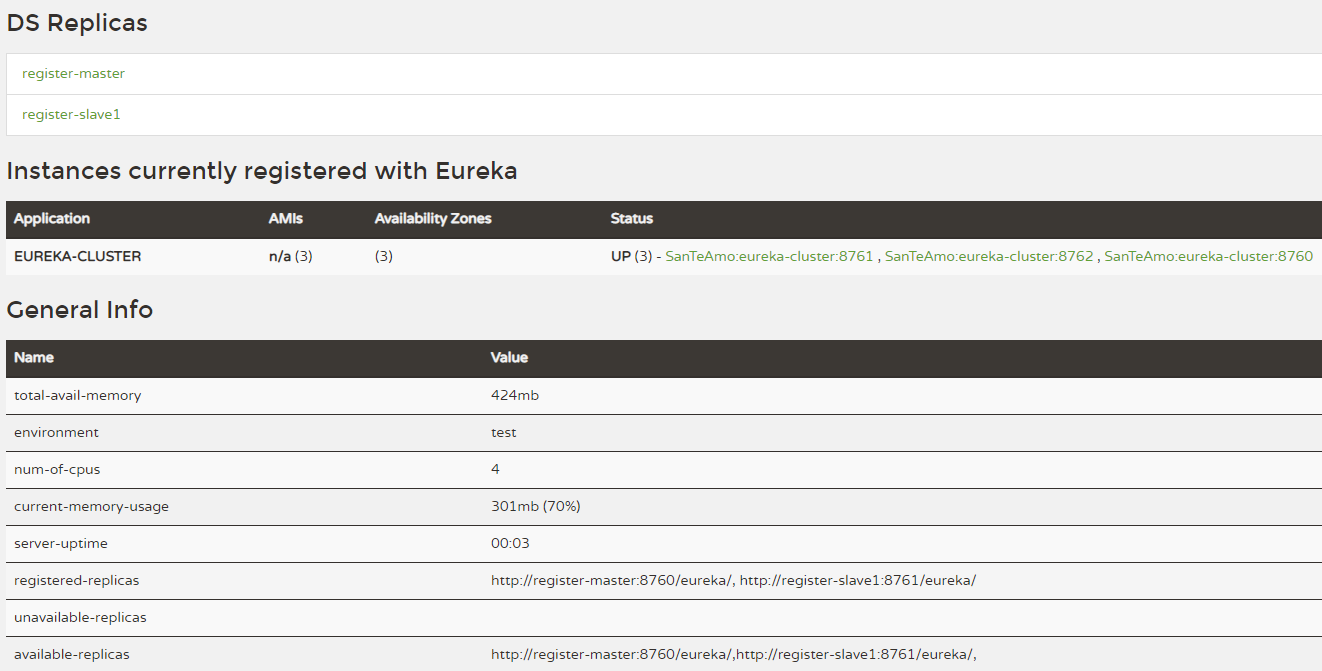 DS Replicas
register-master
register-slave1
Instances currently registered with Eureka
Application AMIs Availability Zones Status
EUREKA-CLUSTER n/a (3) (3) UP (3) - SanTeAmo:eureka-cluster:8761 , SanTeAmo:eureka-cluster:8762 , SanTeAmo:eureka-cluster:8760
General Info
Name Value
total-avail-memory 424mb
environment test
num-of-cpus 4
current-memory-usage 301mb (70%)
server-uptime 00:03
registered-replicas http://register-master:8760/eureka/, http://register-slave1:8761/eureka/
unavailable-replicas
available-replicas http://register-master:8760/eureka/,http://register-slave1:8761/eureka/,